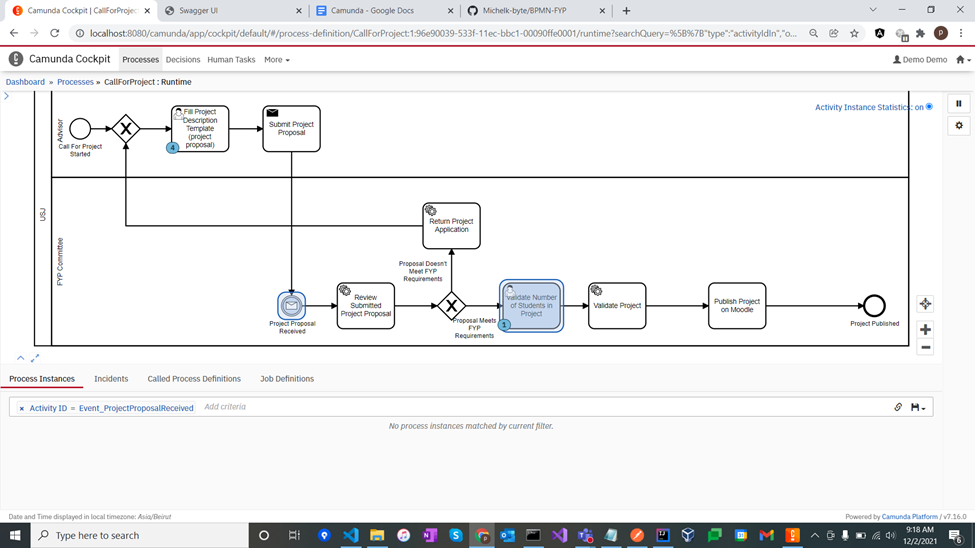 Camunda Cockpit | CallForProject
Swagger UI
Camunda - Google Docs
Michelk-byte/BPMN-FYP
localhost:8080/camunda/app/cockpit/default/#/process-definition/CallForProject:1:96e90039-533f-11ec-bbc1-00090ffe0001/runtime?searchQuery=%5B%7B"type":"activityIdIn","o...
P
Camunda Cockpit
Processes
Decisions
Human Tasks
More
Demo Demo
Dashboard » Processes » CallForProject : Runtime
Activity Instance Statistics: on
USJ
Advisor
Call For Project
Started
Fill Project
Description
Template
(project
proposal)
4
Submit Project
Proposal
FYP Committee
Return Project
Application
Proposal Doesn't
Meet FYP
Requirements
Project Proposal
Received
Review
Submitted
Project Proposal
Proposal Meets
FYP
Requirements
Validate Number
of Students in
Project
1
Validate Project
Publish Project
on Moodle
Project Published
Process Instances
Incidents
Called Process Definitions
Job Definitions
× Activity ID = Event_ProjectProposalReceived
Add criteria
No process instances matched by current filter.
Date and Time displayed in local timezone: Asia/Beirut
Powered by Camunda Platform / v7.16.0
Type here to search
9:18 AM
12/2/2021
6